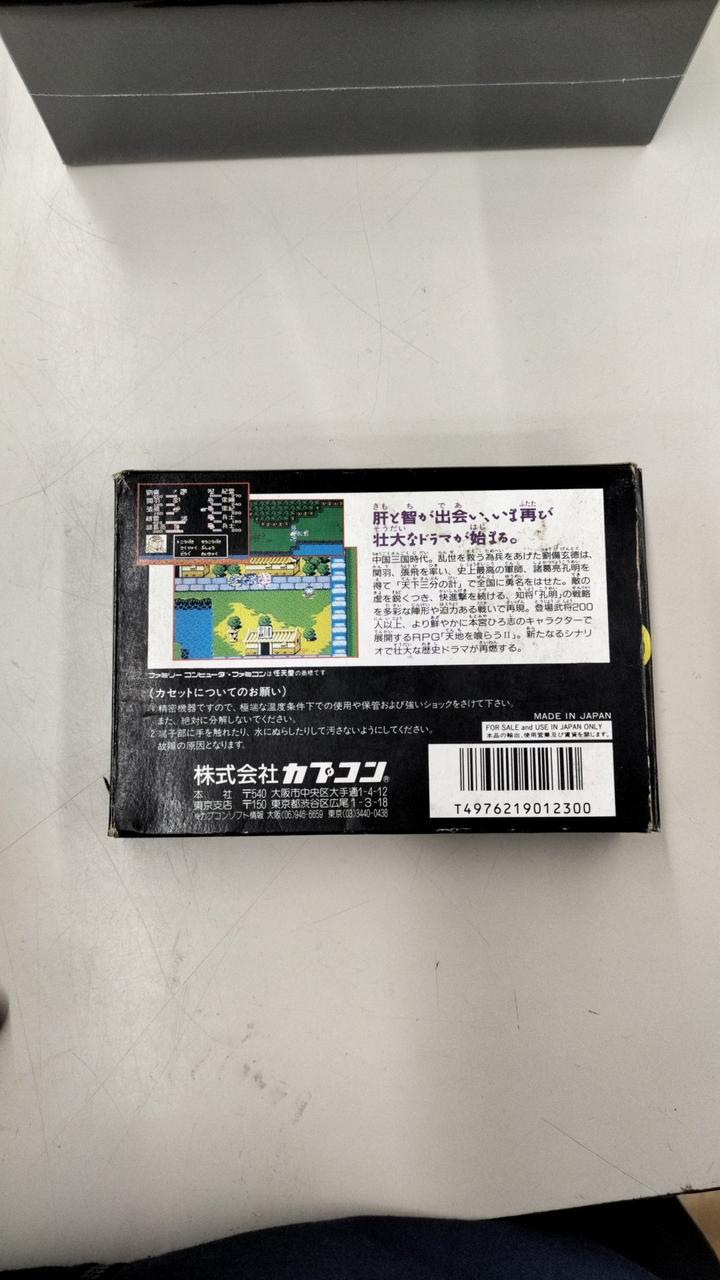 肝と智が出会い、いま再び
壮大なドラマが始まる。
中国三国時代。乱世を救う為兵をあげた劉備玄徳は、
関羽、張飛を率い、史上最高の軍師、諸葛亮孔明を
得て「天下三分の計」で全国に勇名をはせた。敵の
虚を鋭くつき、快進撃を続ける、知将「孔明」の戦略
を多彩な陣形や迫力ある戦いで再現。登場武将200
人以上、より鮮やかに本宮ひろ志のキャラクターで
展開するRPG「天地を喰らうII」。新たなるシナリ
オで壮大な歴史ドラマが再燃する。
ファミリーコンピュータ・ファミコンは任天堂の商標です
〈カセットについてのお願い〉
1.精密機器ですので、極端な温度条件下での使用や保管および強いショックをさけて下さい。
また、絶対に分解しないでください。
2.端子部に手を触れたり、水にぬらしたりして汚さないようにしてください。
故障の原因となります。
MADE IN JAPAN
FOR SALE and USE IN JAPAN ONLY
本品の輸出、使用営業及び賃貸を禁じます。
株式会社カプコン®
本 社 〒540 大阪市中央区大手通1-4-12
東京支店 〒150 東京都渋谷区広尾1-3-18
※カプコンソフト情報 大阪(06)946-6659 東京(03)3440-0438
T4976219012300